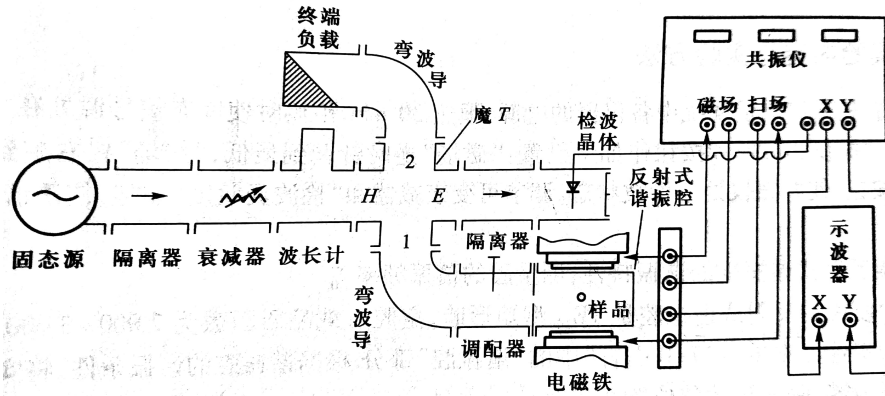 终端
负载
弯波导
魔T
共振仪
磁场 扫场 X Y
检波
晶体
反射式
谐振腔
2
H E
1
固态源 隔离器 衰减器 波长计
隔离器
弯波导
样品
调配器
电磁铁
示波器
X Y